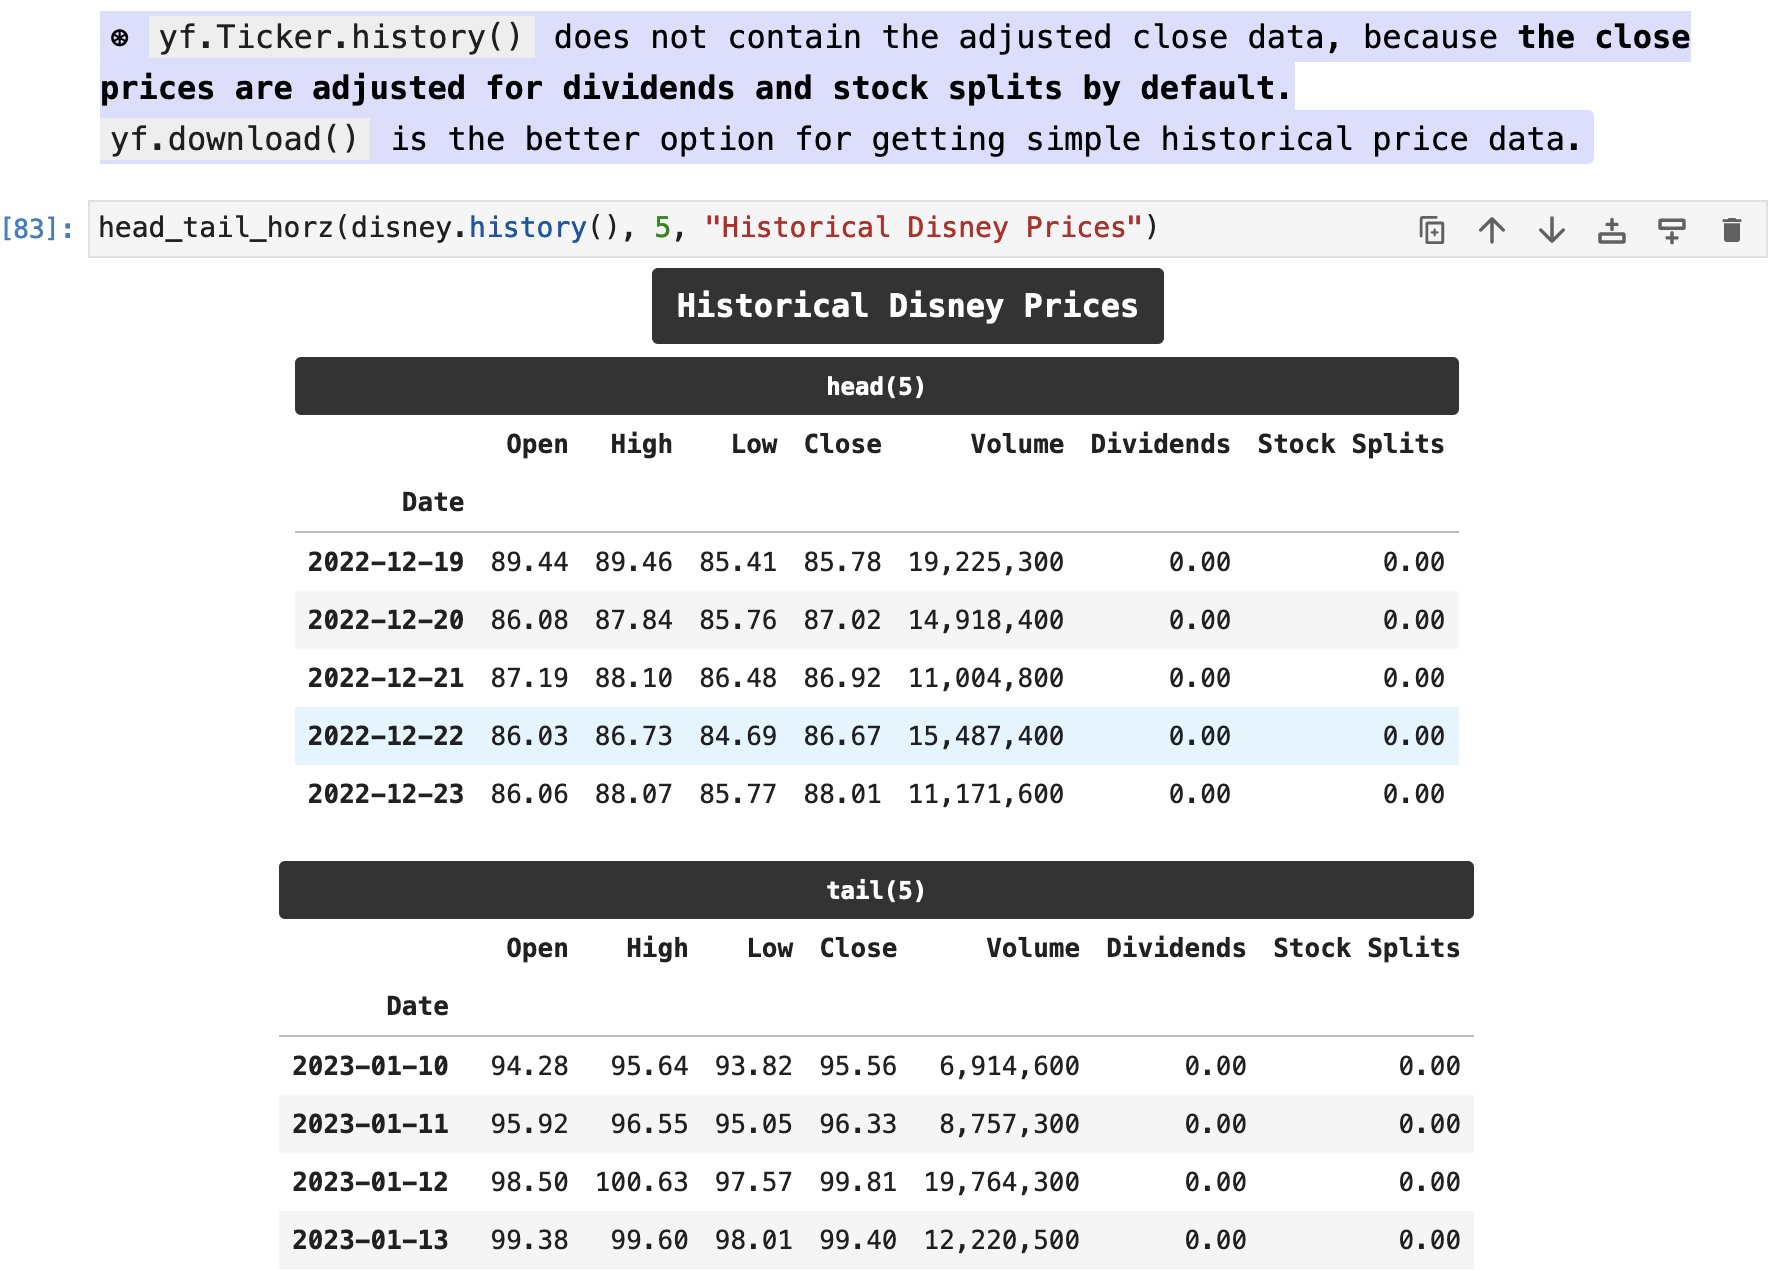 ⊛ yf.Ticker.history() does not contain the adjusted close data, because the close
prices are adjusted for dividends and stock splits by default.
yf.download() is the better option for getting simple historical price data.
[83]: head_tail_horz(disney.history(), 5, "Historical Disney Prices")
Historical Disney Prices
head(5)
Open High Low Close Volume Dividends Stock Splits
Date
2022-12-19 89.44 89.46 85.41 85.78 19,225,300 0.00 0.00
2022-12-20 86.08 87.84 85.76 87.02 14,918,400 0.00 0.00
2022-12-21 87.19 88.10 86.48 86.92 11,004,800 0.00 0.00
2022-12-22 86.03 86.73 84.69 86.67 15,487,400 0.00 0.00
2022-12-23 86.06 88.07 85.77 88.01 11,171,600 0.00 0.00
tail(5)
Open High Low Close Volume Dividends Stock Splits
Date
2023-01-10 94.28 95.64 93.82 95.56 6,914,600 0.00 0.00
2023-01-11 95.92 96.55 95.05 96.33 8,757,300 0.00 0.00
2023-01-12 98.50 100.63 97.57 99.81 19,764,300 0.00 0.00
2023-01-13 99.38 99.60 98.01 99.40 12,220,500 0.00 0.00